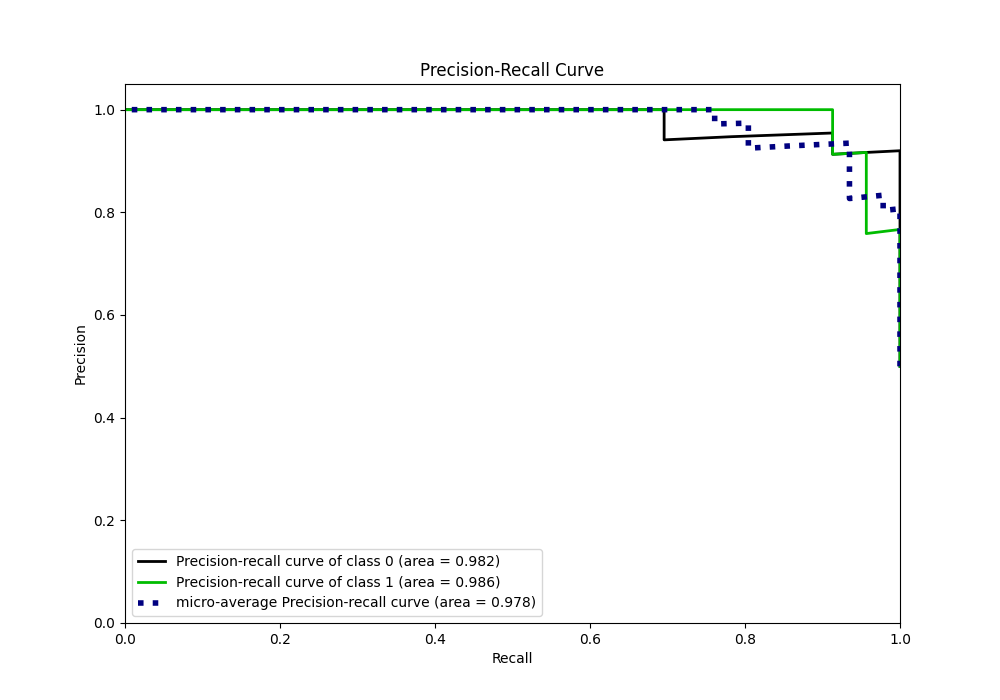 Precision-Recall Curve
1.0
0.8
0.6
0.4
0.2
0.0
Precision
Precision-recall curve of class 0 (area = 0.982)
Precision-recall curve of class 1 (area = 0.986)
micro-average Precision-recall curve (area = 0.978)
0.0 0.2 0.4 0.6 0.8 1.0
Recall